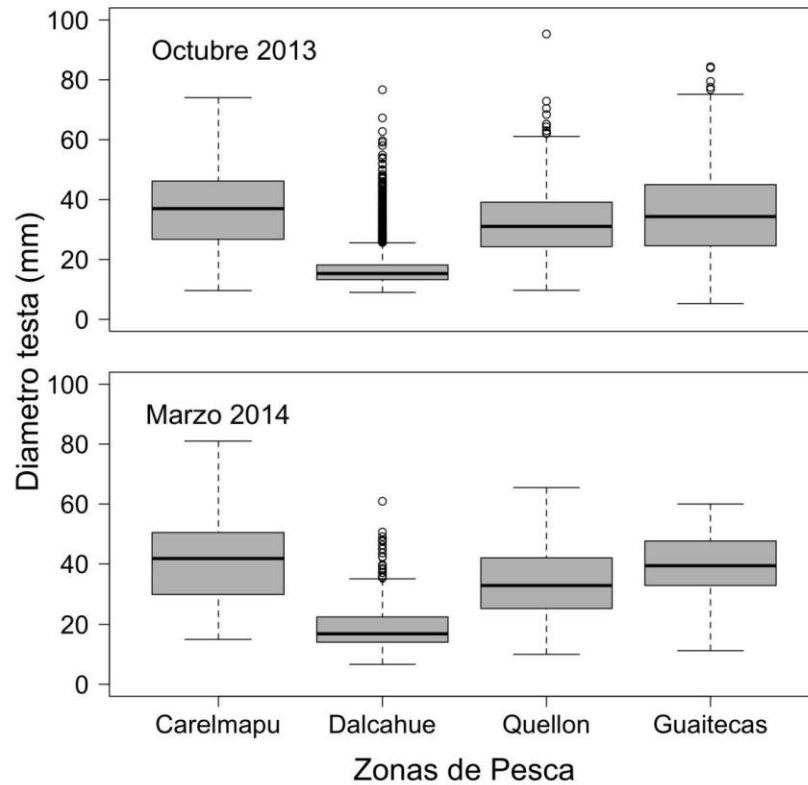 Diametro testa (mm)
Octubre 2013
100
80
60
40
20
0
Marzo 2014
100
80
60
40
20
0
Carelmapu Dalcahue Quellon Guaitecas
Zonas de Pesca